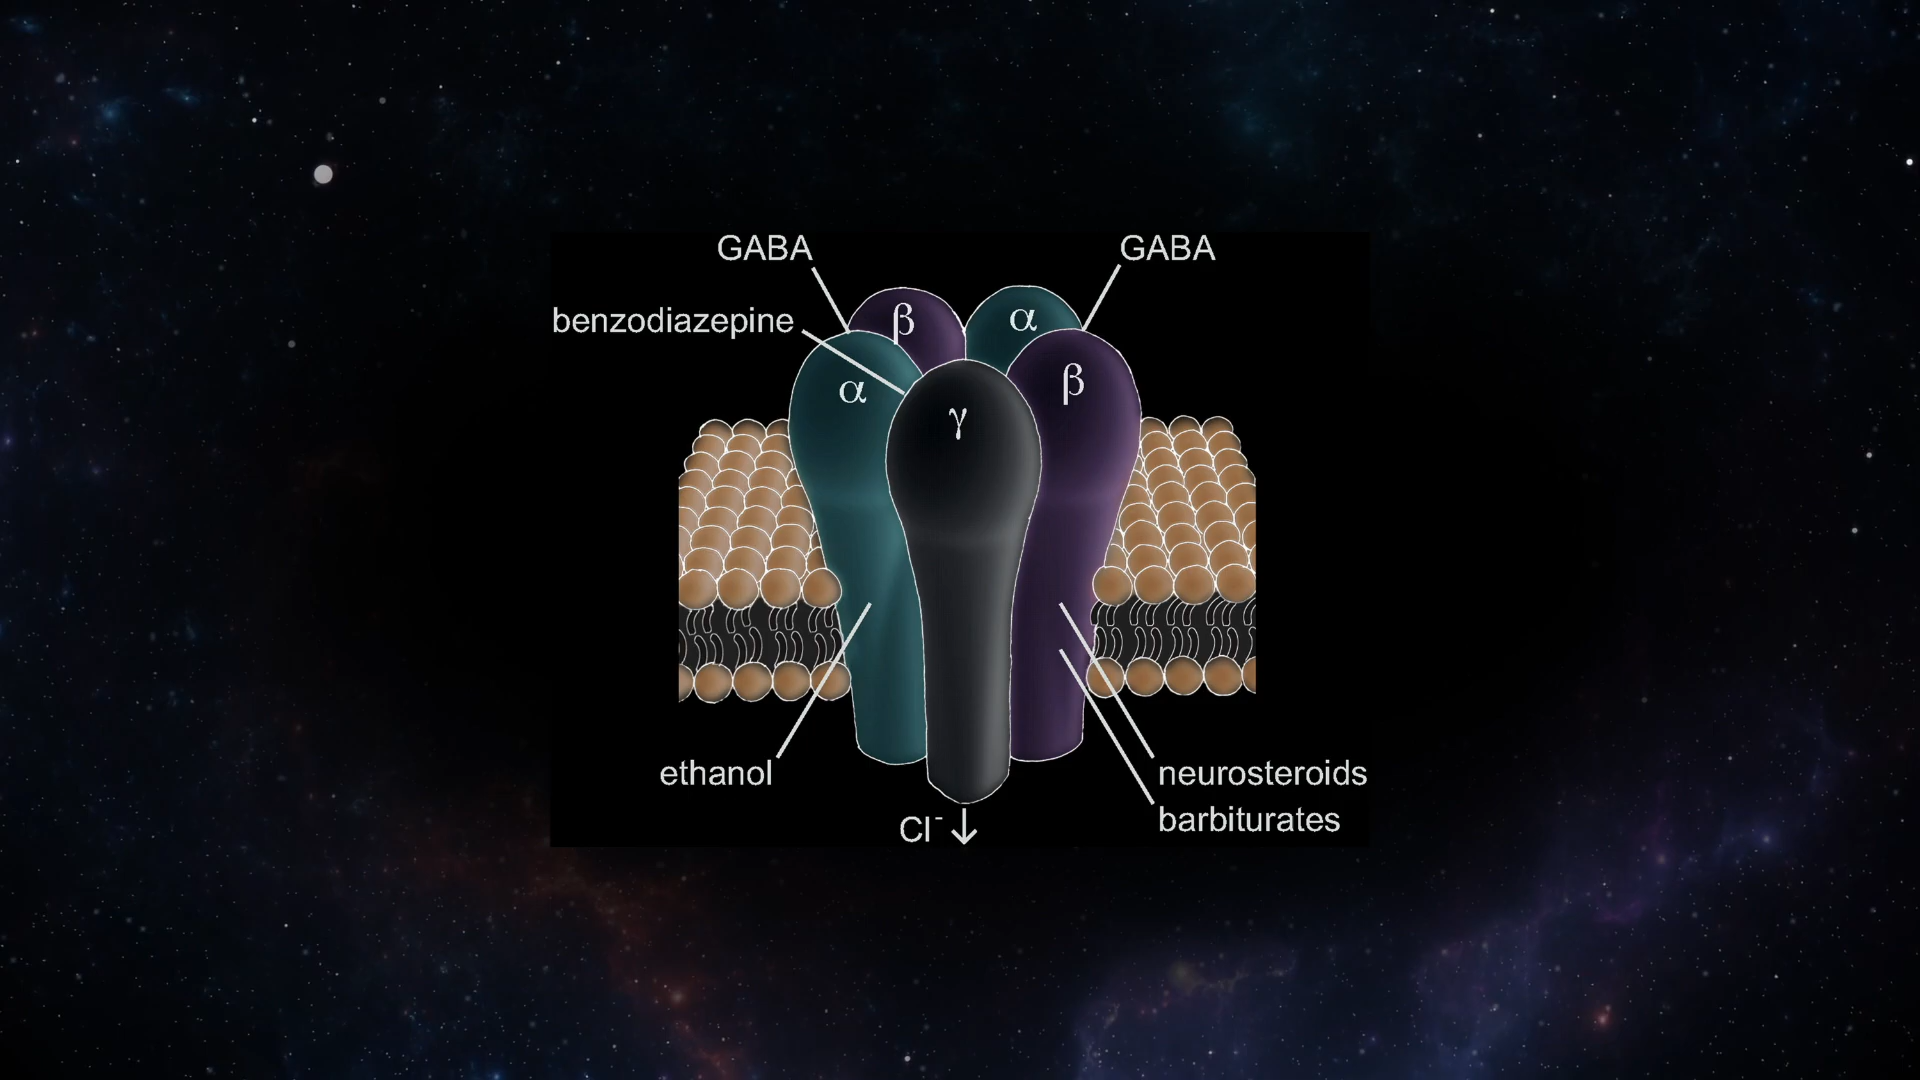 GABA
GABA
benzodiazepine
β
α
α
β
γ
ethanol
neurosteroids
barbiturates
Cl⁻ ↓